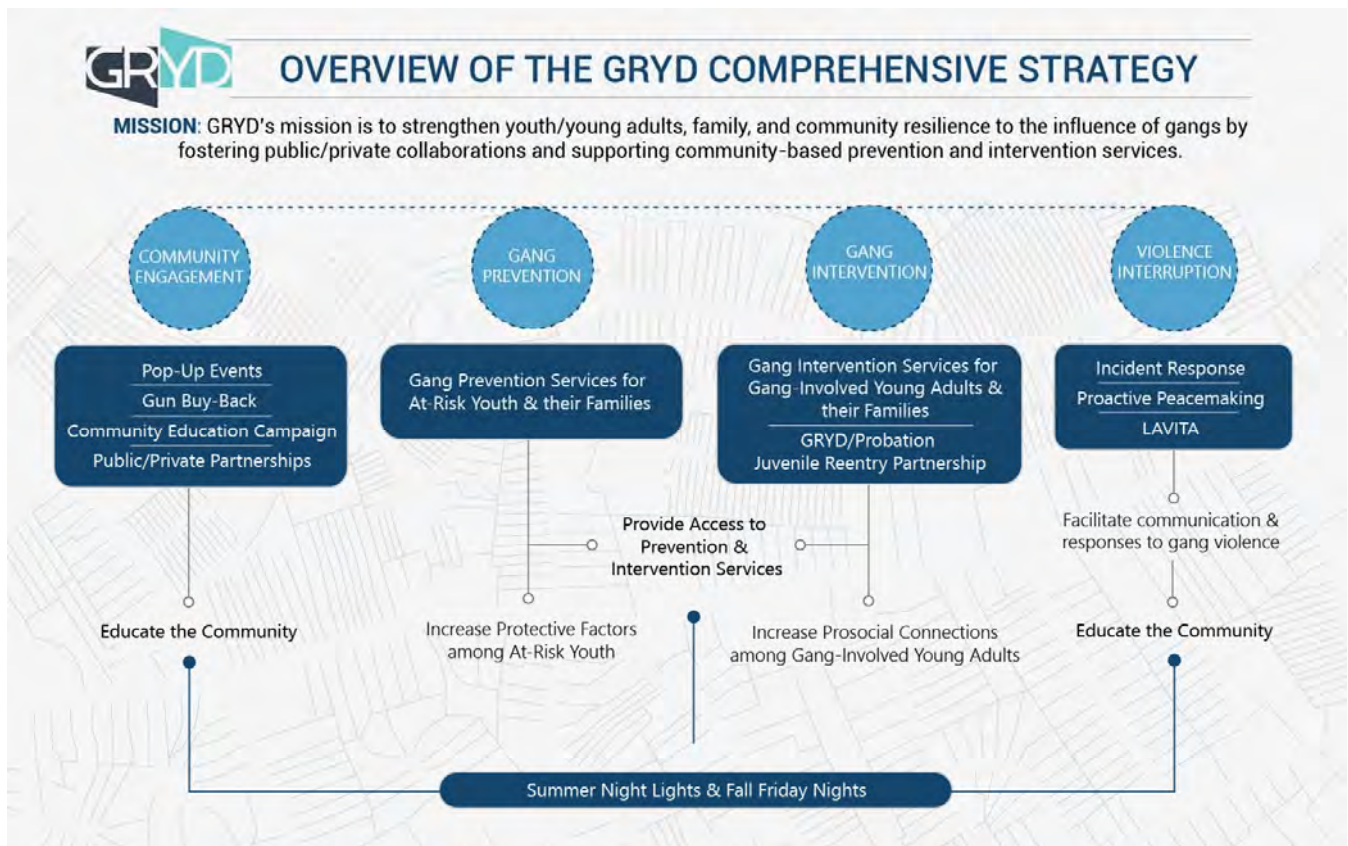 GRYD
OVERVIEW OF THE GRYD COMPREHENSIVE STRATEGY
MISSION: GRYD's mission is to strengthen youth/young adults, family, and community resilience to the influence of gangs by
fostering public/private collaborations and supporting community-based prevention and intervention services.
COMMUNITY
ENGAGEMENT
Pop-Up Events
Gun Buy-Back
Community Education Campaign
Public/Private Partnerships
Educate the Community
GANG
PREVENTION
Gang Prevention Services for
At-Risk Youth & their Families
Increase Protective Factors
among At-Risk Youth
Provide Access to
Prevention &
Intervention Services
GANG
INTERVENTION
Gang Intervention Services for
Gang-Involved Young Adults &
their Families
GRYD/Probation
Juvenile Reentry Partnership
Increase Prosocial Connections
among Gang-Involved Young Adults
VIOLENCE
INTERRUPTION
Incident Response
Proactive Peacemaking
LAVITA
Facilitate communication &
responses to gang violence
Educate the Community
Summer Night Lights & Fall Friday Nights